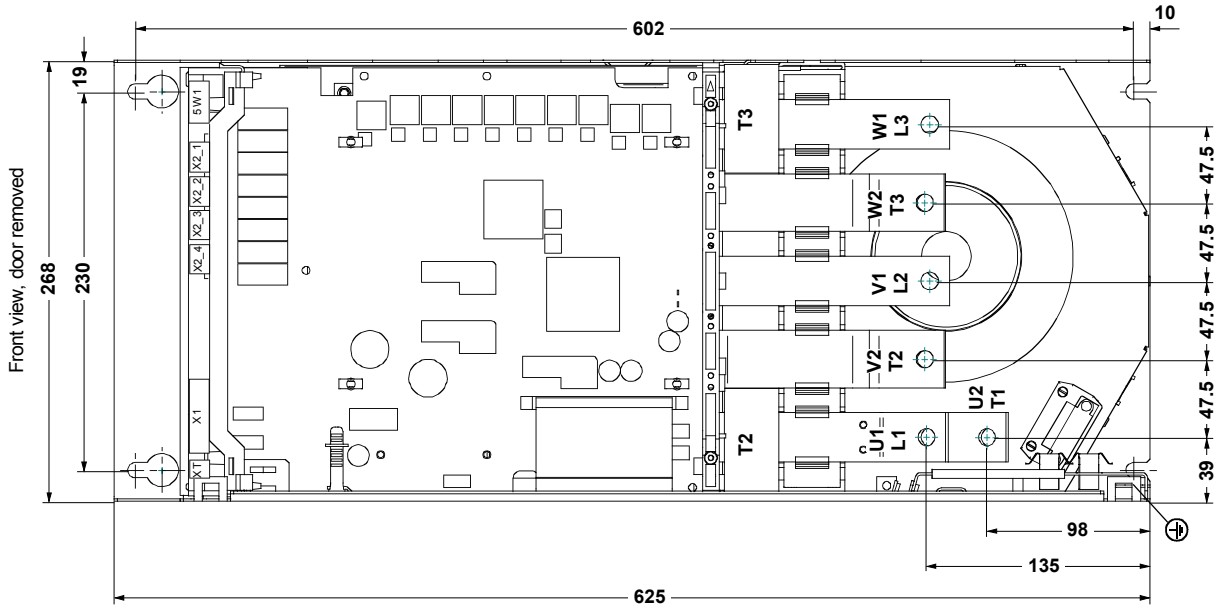 602
10
19
268
230
Front view, door removed
5W1
X2_1
X2_2
X2_3
X2_4
X1
XT
T3
T2
W1
L3
W2
T3
V1
L2
V2
T2
U2
T1
U1
L1
47.5
47.5
47.5
47.5
39
98
135
625